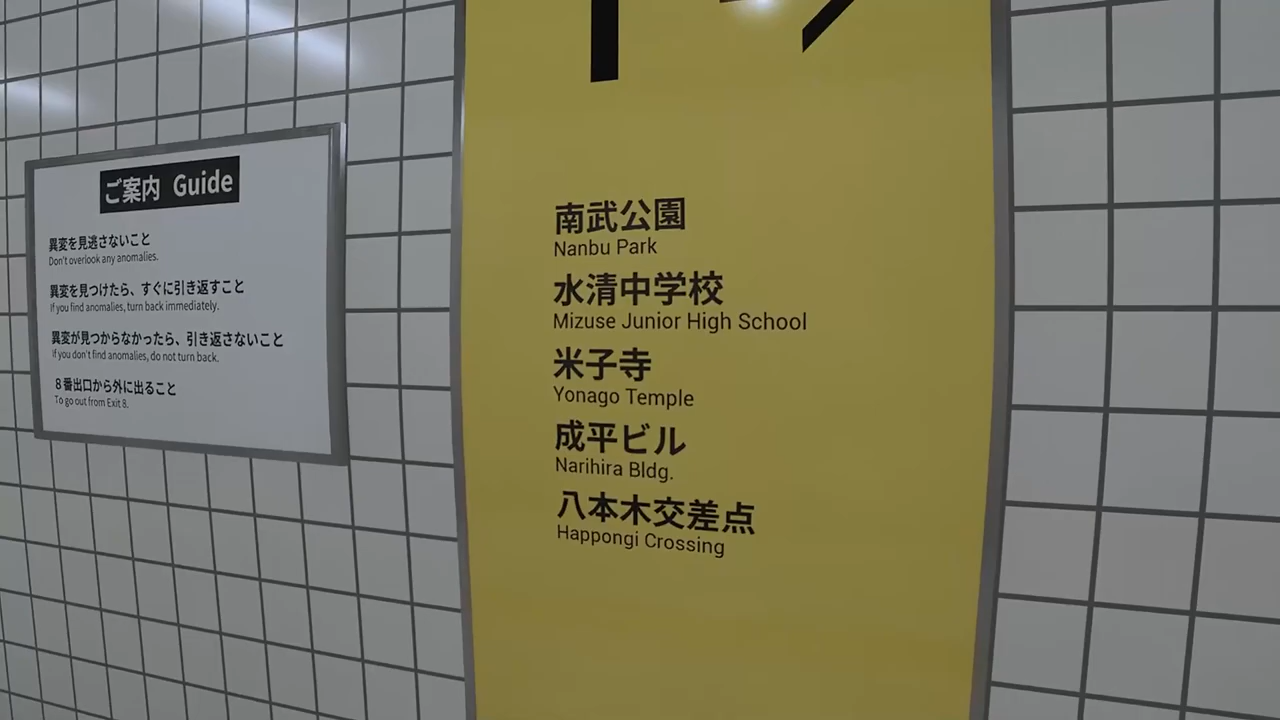 ご案内 Guide
異変を見逃さないこと
Don't overlook any anomalies.
異変を見つけたら、すぐに引き返すこと
If you find anomalies, turn back immediately.
異変が見つからなかったら、引き返さないこと
If you don't find anomalies, do not turn back.
8番出口から外に出ること
To go out from Exit 8.
南武公園
Nanbu Park
水清中学校
Mizuse Junior High School
米子寺
Yonago Temple
成平ビル
Narihira Bldg.
八本木交差点
Happongi Crossing